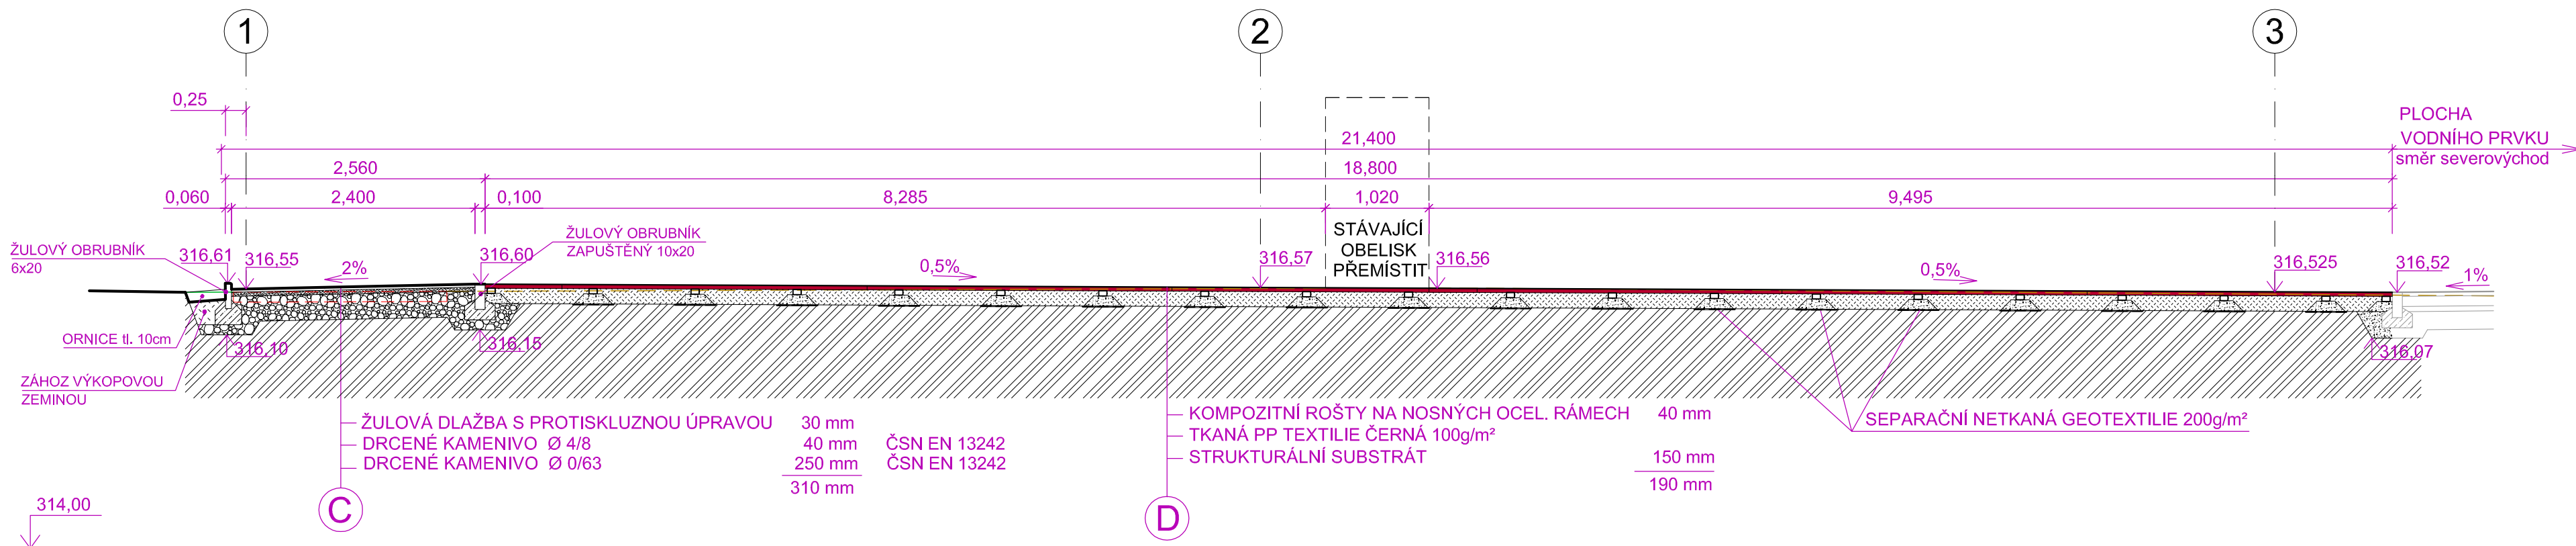 1
2
3
0,25
PLOCHA
VODNÍHO PRVKU
směr severovýchod
21,400
2,560
18,800
0,060
2,400
0,100
8,285
1,020
9,495
ŽULOVÝ OBRUBNÍK
6x20
316,61
316,55
2%
316,60
ŽULOVÝ OBRUBNÍK
ZAPUŠTĚNÝ 10x20
0,5%
316,57
STÁVAJÍCÍ
OBELISK
PŘEMÍSTIT
316,56
0,5%
316,525
316,52
1%
ORNICE tl. 10cm
316,10
316,15
316,07
ZÁHOZ VÝKOPOVOU
ZEMINOU
ŽULOVÁ DLAŽBA S PROTISKLUZNOU ÚPRAVOU 30 mm
DRCENÉ KAMENIVO Ø 4/8 40 mm ČSN EN 13242
DRCENÉ KAMENIVO Ø 0/63 250 mm ČSN EN 13242
310 mm
C
KOMPOZITNÍ ROŠTY NA NOSNÝCH OCEL. RÁMECH 40 mm
TKANÁ PP TEXTILIE ČERNÁ 100g/m²
STRUKTURÁLNÍ SUBSTRÁT 150 mm
190 mm
D
SEPARAČNÍ NETKANÁ GEOTEXTILIE 200g/m²
314,00